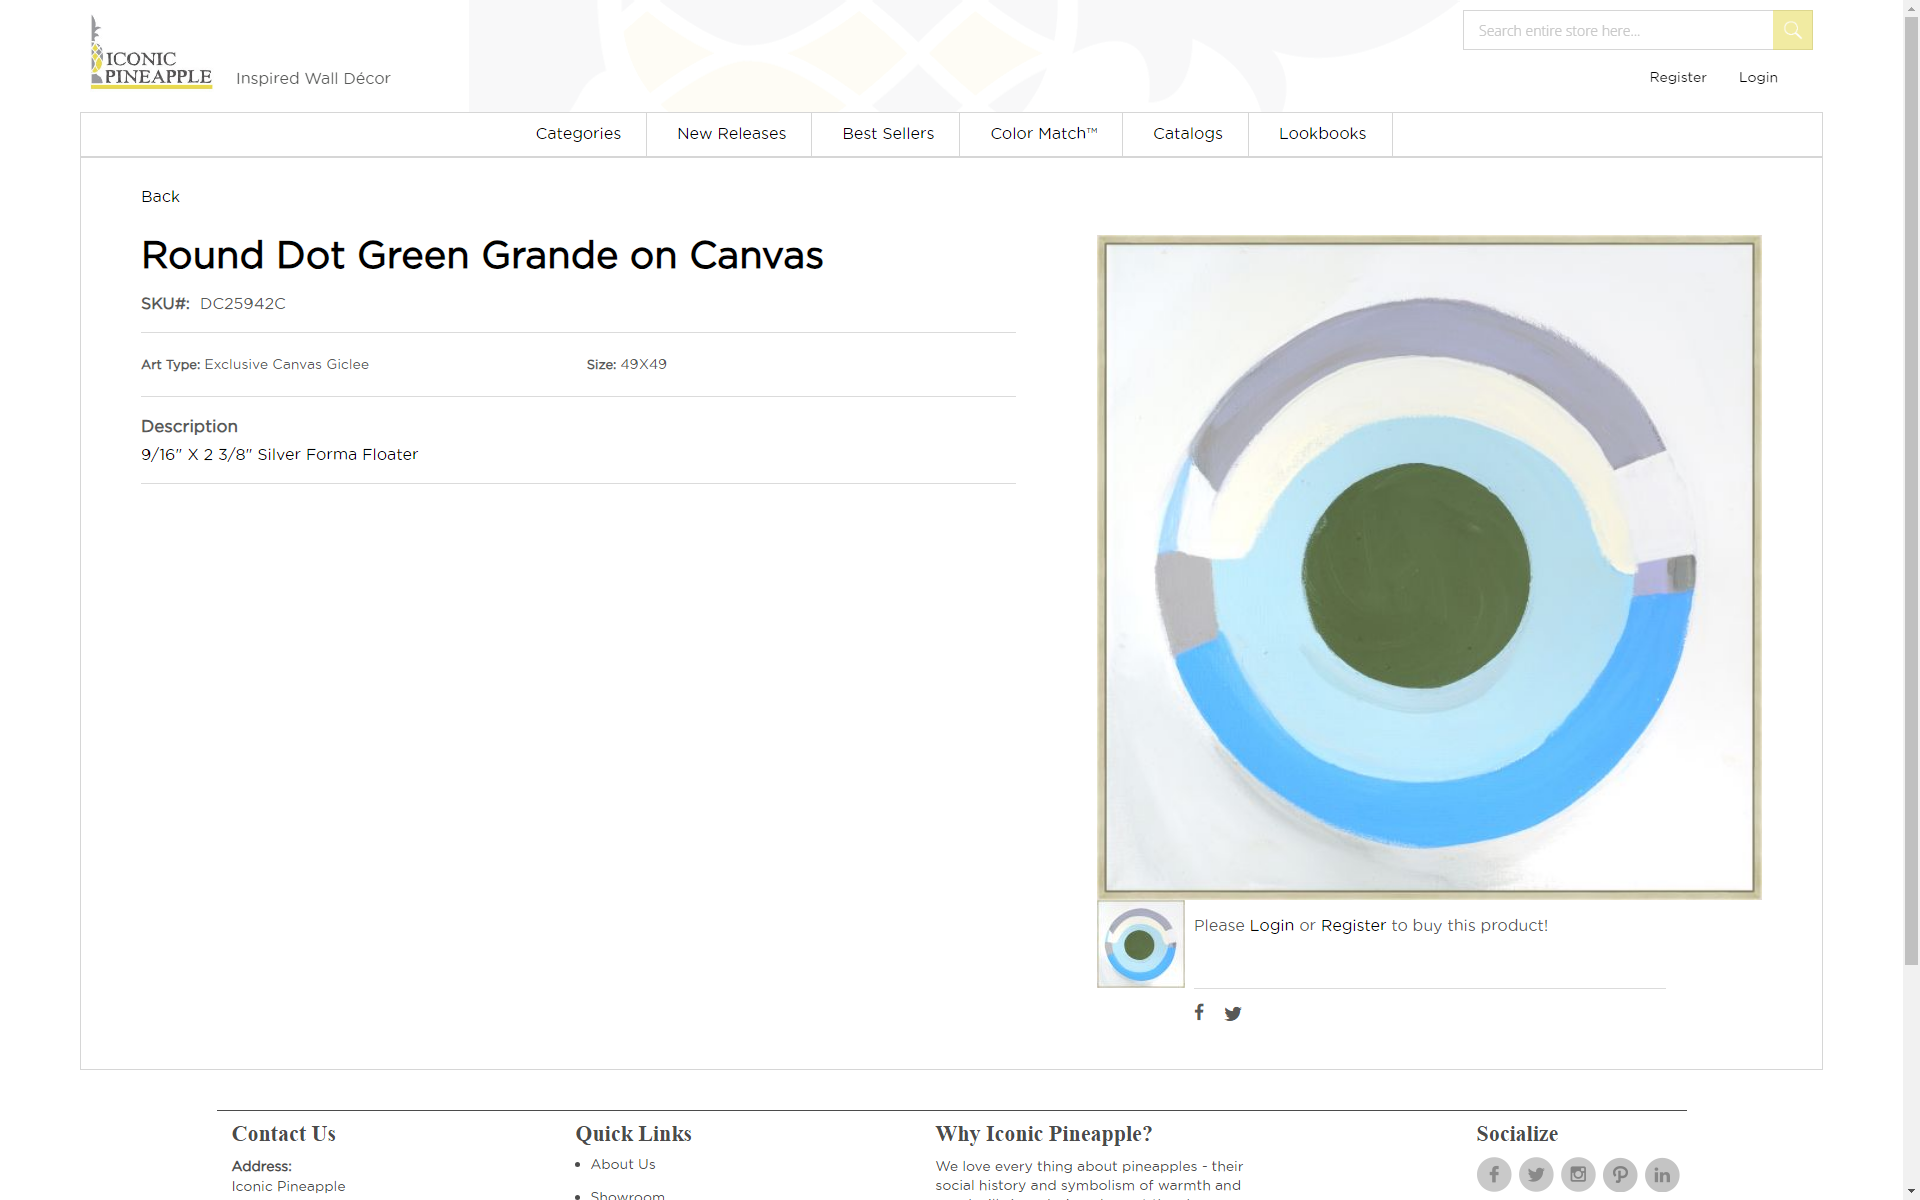 ICONIC
PINEAPPLE
Inspired Wall Décor
Search entire store here...
Register
Login
Categories
New Releases
Best Sellers
Color Match™
Catalogs
Lookbooks
Back
Round Dot Green Grande on Canvas
SKU#: DC25942C
Art Type: Exclusive Canvas Giclee
Size: 49X49
Description
9/16" X 2 3/8" Silver Forma Floater
Please Login or Register to buy this product!
Contact Us
Address:
Iconic Pineapple
Quick Links
About Us
Showroom
Why Iconic Pineapple?
We love every thing about pineapples - their
social history and symbolism of warmth and
Socialize